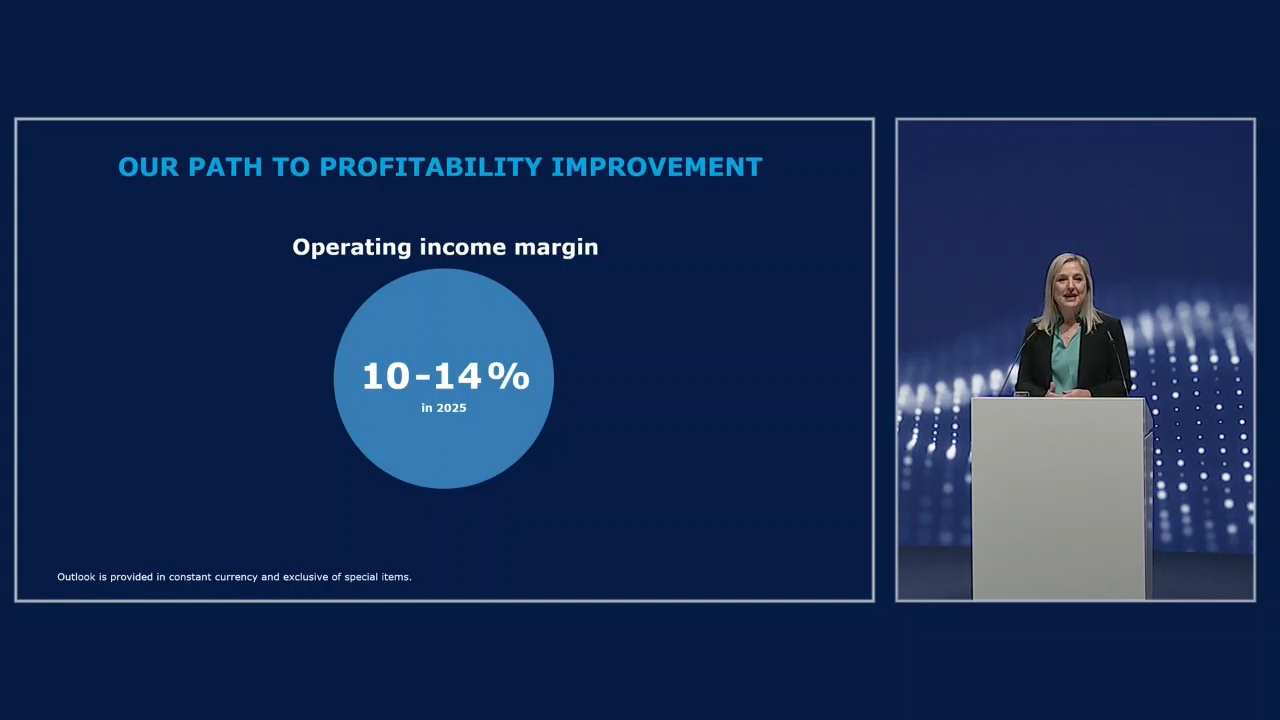 OUR PATH TO PROFITABILITY IMPROVEMENT
Operating income margin
10-14%
in 2025
Outlook is provided in constant currency and exclusive of special items.